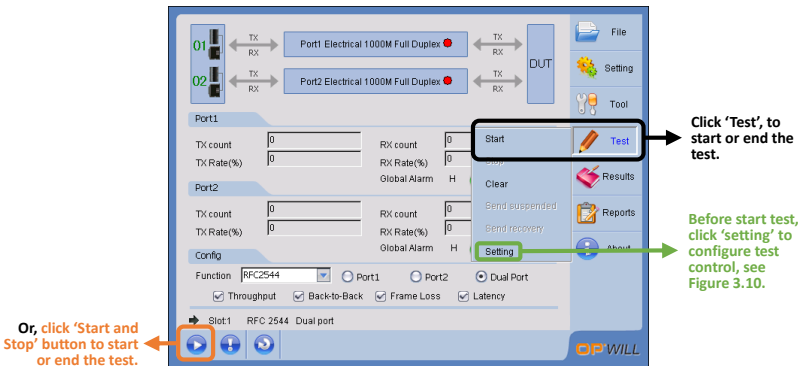 TX
01
RX
Port1 Electrical 1000M Full Duplex
TX
RX
DUT
TX
02
RX
Port2 Electrical 1000M Full Duplex
TX
RX
Port1
TX count
0
RX count
0
TX Rate(%)
0
RX Rate(%)
0
Global Alarm H
Port2
TX count
0
RX count
0
TX Rate(%)
0
RX Rate(%)
0
Global Alarm H
Config
Function RFC2544 Port1 Port2 Dual Port
Throughput Back-to-Back Frame Loss Latency
Slot:1 RFC 2544 Dual port
Start
Stop
Clear
Send suspended
Send recovery
Setting
File
Setting
Tool
Test
Results
Reports
About
OP'WILL
Click 'Test', to
start or end the
test.
Before start test,
click 'setting' to
configure test
control, see
Figure 3.10.
Or, click 'Start and
Stop' button to start
or end the test.